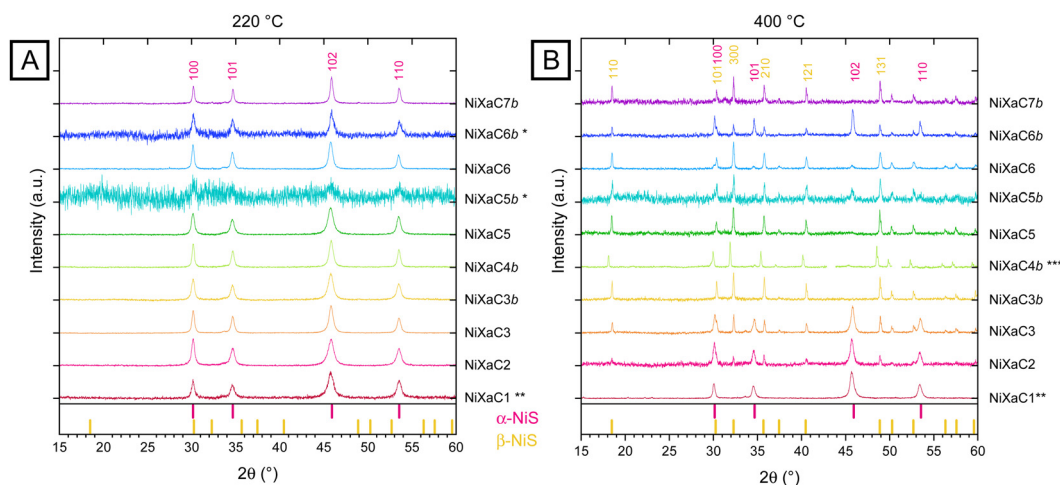 220 °C
A
100
101
102
110
NiXaC7b
NiXaC6b *
NiXaC6
NiXaC5b *
NiXaC5
NiXaC4b
NiXaC3b
NiXaC3
NiXaC2
NiXaC1 **
α-NiS
β-NiS
Intensity (a.u.)
15 20 25 30 35 40 45 50 55 60
2θ (°)
400 °C
B
110
101
100
300
101
210
121
102
131
110
NiXaC7b
NiXaC6b
NiXaC6
NiXaC5b
NiXaC5
NiXaC4b ***
NiXaC3b
NiXaC3
NiXaC2
NiXaC1**
Intensity (a.u.)
15 20 25 30 35 40 45 50 55 60
2θ (°)